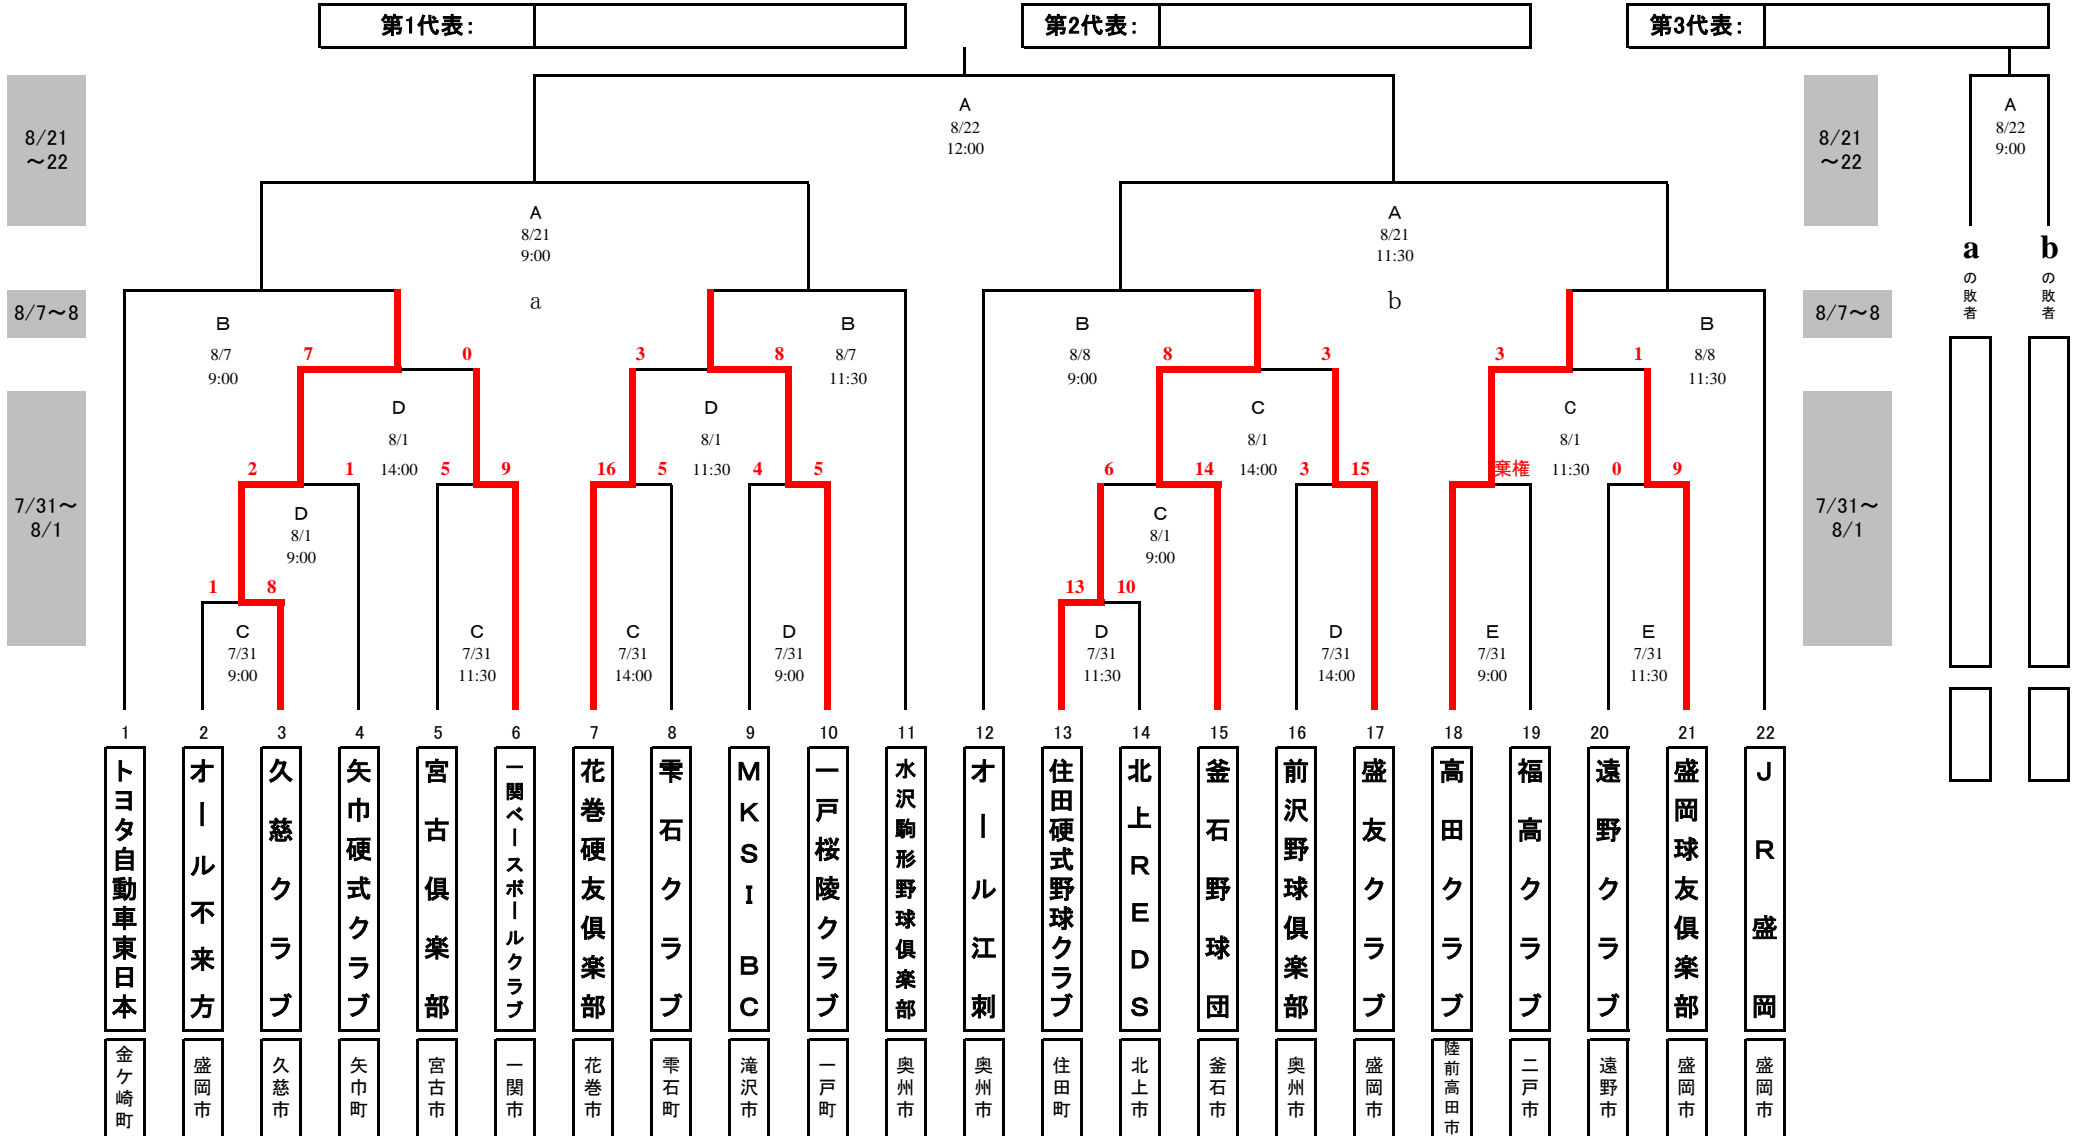 第1代表:
第2代表:
第3代表:
A
8/22
12:00
A
8/22
9:00
8/21
～22
8/21
～22
A
8/21
9:00
A
8/21
11:30
a
b
の敗者
の敗者
8/7～8
a
b
8/7～8
B
8/7
9:00
B
8/7
11:30
B
8/8
9:00
B
8/8
11:30
7
0
3
8
8
3
3
1
7/31～
8/1
7/31～
8/1
D
8/1
14:00
D
8/1
11:30
C
8/1
14:00
C
8/1
11:30
2
1
5
9
16
5
4
5
6
14
3
15
棄権
0
9
D
8/1
9:00
C
8/1
9:00
1
8
13
10
C
7/31
9:00
C
7/31
11:30
C
7/31
14:00
D
7/31
9:00
D
7/31
11:30
D
7/31
14:00
E
7/31
9:00
E
7/31
11:30
1
2
3
4
5
6
7
8
9
10
11
12
13
14
15
16
17
18
19
20
21
22
トヨタ自動車東日本
オール不来方
久慈クラブ
矢巾硬式クラブ
宮古倶楽部
一関ベースボールクラブ
花巻硬友倶楽部
雫石クラブ
MKSI BC
一戸桜陵クラブ
水沢駒形野球倶楽部
オール江刺
住田硬式野球クラブ
北上REDS
釜石野球団
前沢野球倶楽部
盛友クラブ
高田クラブ
福高クラブ
遠野クラブ
盛岡球友倶楽部
JR盛岡
金ケ崎町
盛岡市
久慈市
矢巾町
宮古市
一関市
花巻市
雫石町
滝沢市
一戸町
奥州市
奥州市
住田町
北上市
釜石市
奥州市
盛岡市
陸前高田市
二戸市
遠野市
盛岡市
盛岡市